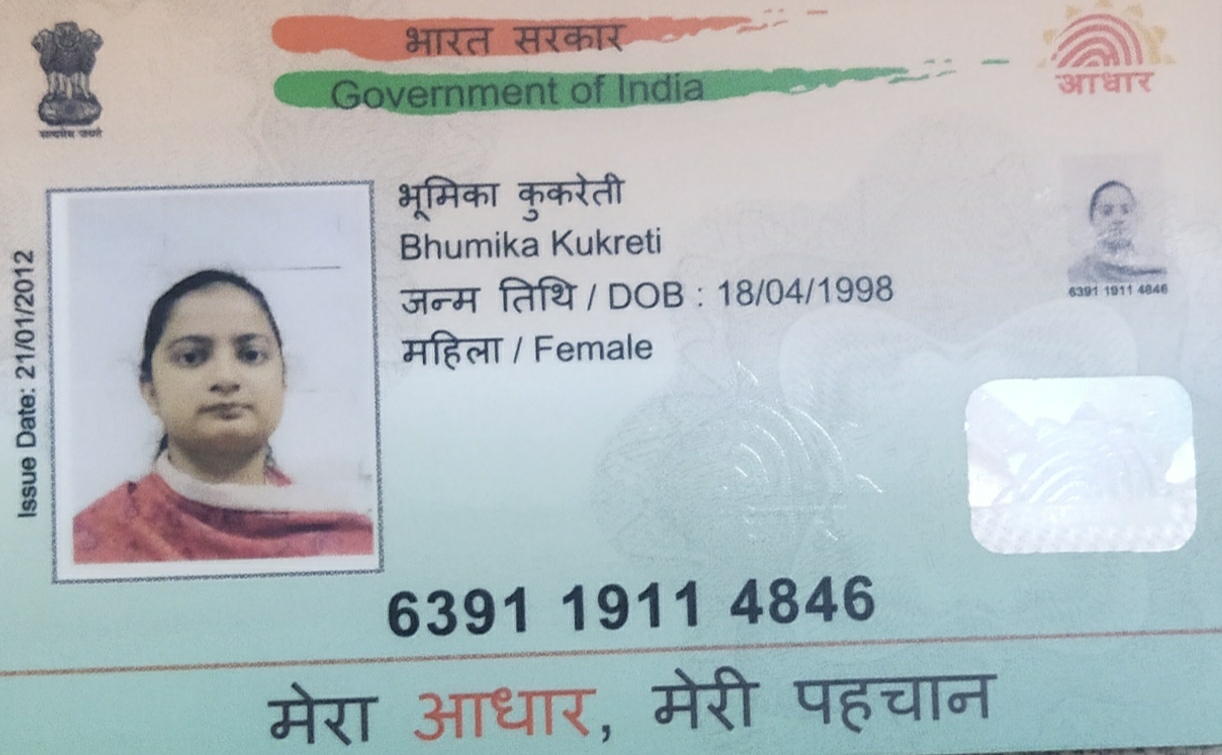 भारत सरकार
Government of India
आधार
सत्यमेव जयते
Issue Date: 21/01/2012
भूमिका कुकरेती
Bhumika Kukreti
जन्म तिथि / DOB : 18/04/1998
महिला / Female
6391 1911 4846
6391 1911 4846
मेरा आधार, मेरी पहचान